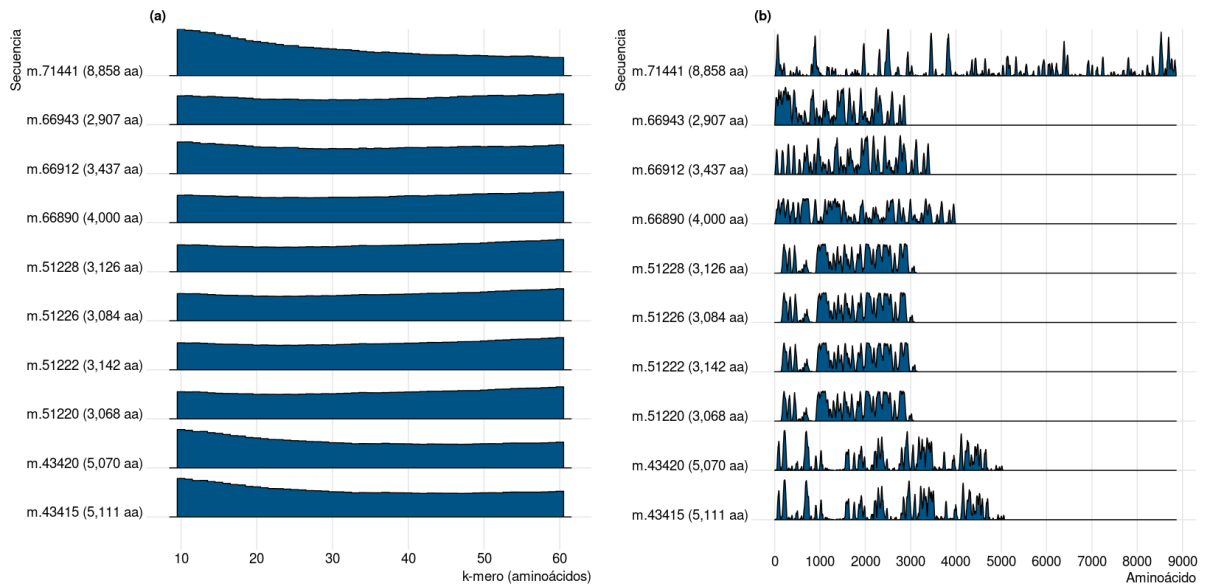 (a)
Secuencia
m.71441 (8,858 aa)
m.66943 (2,907 aa)
m.66912 (3,437 aa)
m.66890 (4,000 aa)
m.51228 (3,126 aa)
m.51226 (3,084 aa)
m.51222 (3,142 aa)
m.51220 (3,068 aa)
m.43420 (5,070 aa)
m.43415 (5,111 aa)
10 20 30 40 50 60
k-mero (aminoácidos)
(b)
Secuencia
m.71441 (8,858 aa)
m.66943 (2,907 aa)
m.66912 (3,437 aa)
m.66890 (4,000 aa)
m.51228 (3,126 aa)
m.51226 (3,084 aa)
m.51222 (3,142 aa)
m.51220 (3,068 aa)
m.43420 (5,070 aa)
m.43415 (5,111 aa)
0 1000 2000 3000 4000 5000 6000 7000 8000 9000
Aminoácido